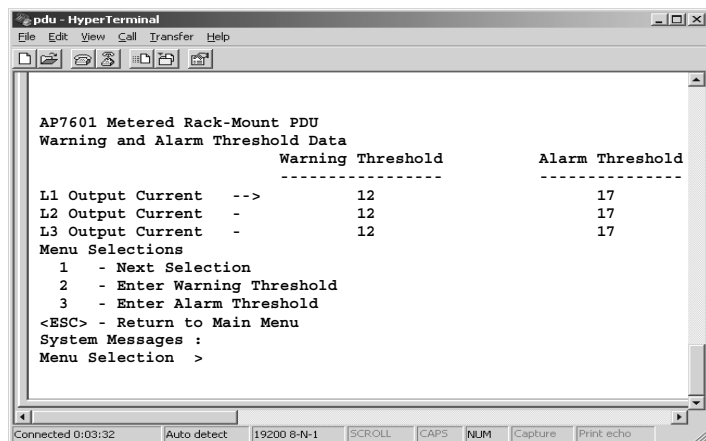 pdu - HyperTerminal
File Edit View Call Transfer Help
AP7601 Metered Rack-Mount PDU
Warning and Alarm Threshold Data
Warning Threshold Alarm Threshold
----------------- ---------------
L1 Output Current --> 12 17
L2 Output Current - 12 17
L3 Output Current - 12 17
Menu Selections
1 - Next Selection
2 - Enter Warning Threshold
3 - Enter Alarm Threshold
<ESC> - Return to Main Menu
System Messages :
Menu Selection >
Connected 0:03:32 Auto detect 19200 8-N-1 SCROLL CAPS NUM Capture Print echo